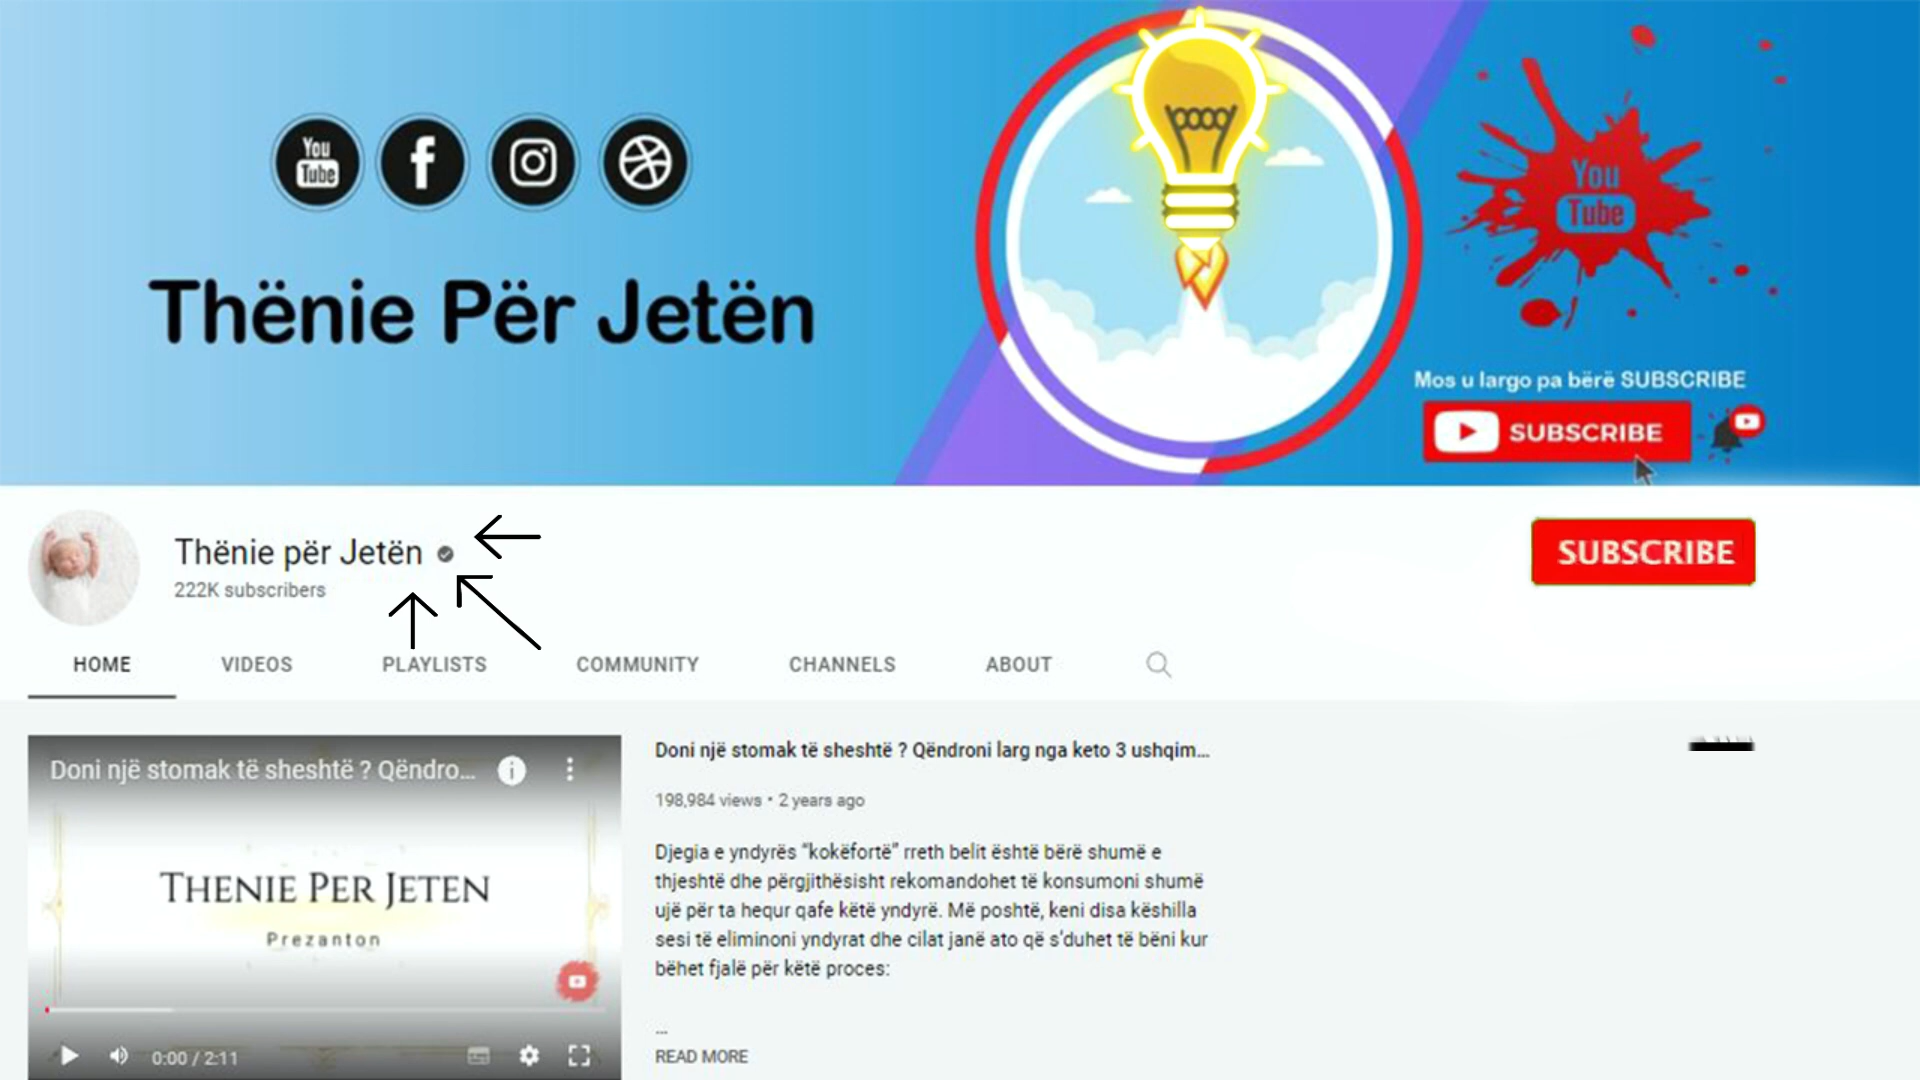 You
Tube
Thënie Për Jetën
You
Tube
Mos u largo pa bërë SUBSCRIBE
SUBSCRIBE
Thënie për Jetën
222K subscribers
SUBSCRIBE
HOME VIDEOS PLAYLISTS COMMUNITY CHANNELS ABOUT
Doni një stomak të sheshtë ? Qëndro...
THENIE PER JETEN
Prezanton
0:00 / 2:11
Doni një stomak të sheshtë ? Qëndroni larg nga keto 3 ushqim...
198,984 views • 2 years ago
Djegia e yndyrës “kokëfortë” rreth belit është bërë shumë e
thjeshtë dhe përgjithësisht rekomandohet të konsumoni shumë
ujë për ta hequr qafe këtë yndyrë. Më poshtë, keni disa këshilla
sesi të eliminoni yndyrat dhe cilat janë ato që s’duhet të bëni kur
bëhet fjalë për këtë proces:
...
READ MORE